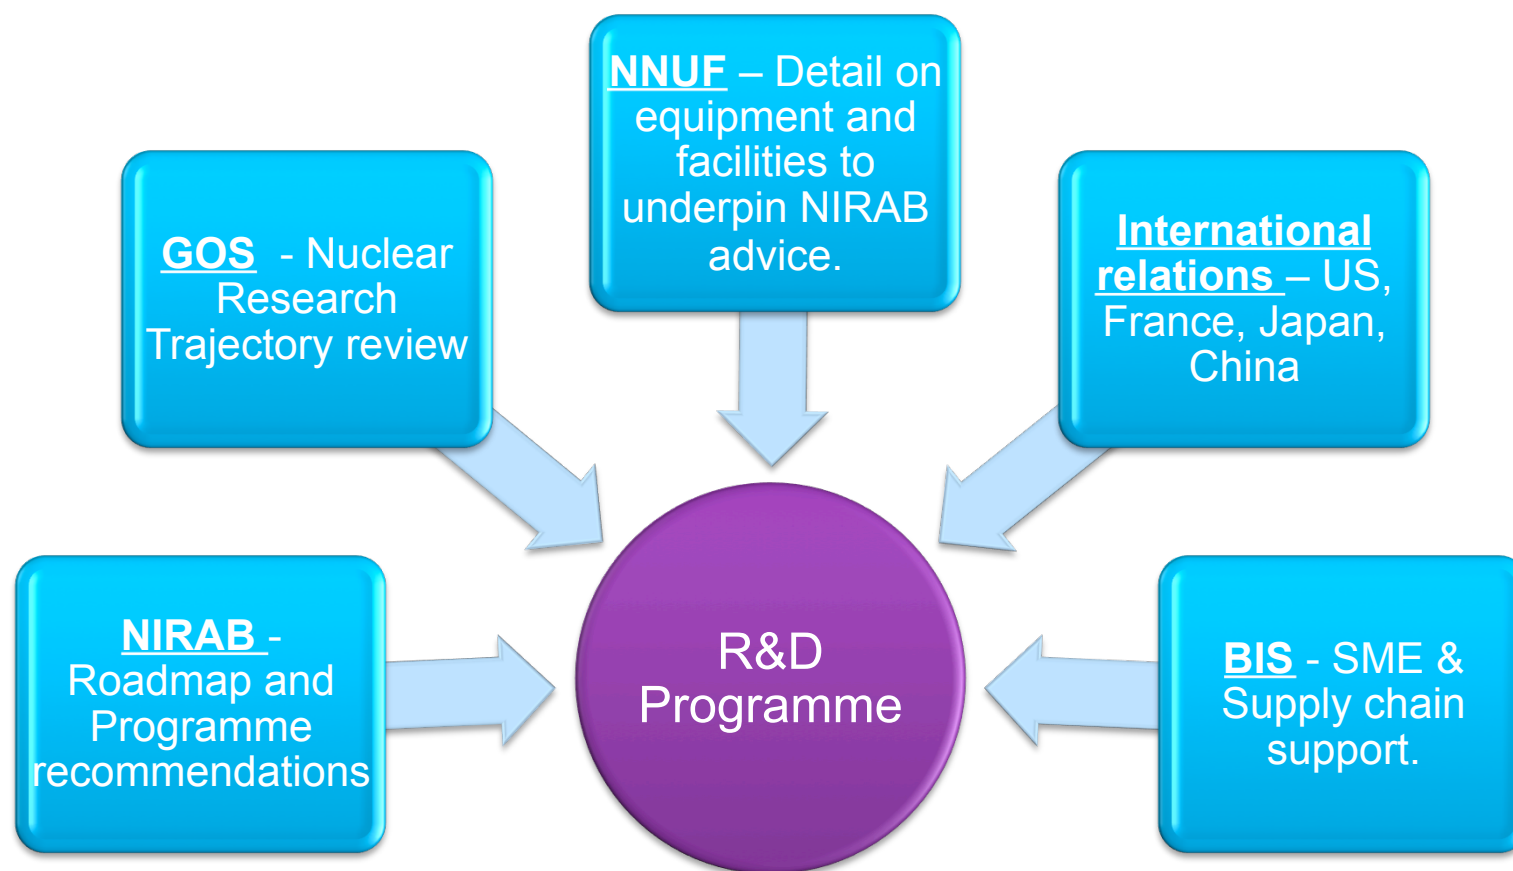 NNUF – Detail on
equipment and
facilities to
underpin NIRAB
advice.
GOS - Nuclear
Research
Trajectory review
International
relations – US,
France, Japan,
China
NIRAB -
Roadmap and
Programme
recommendations
R&D
Programme
BIS - SME &
Supply chain
support.